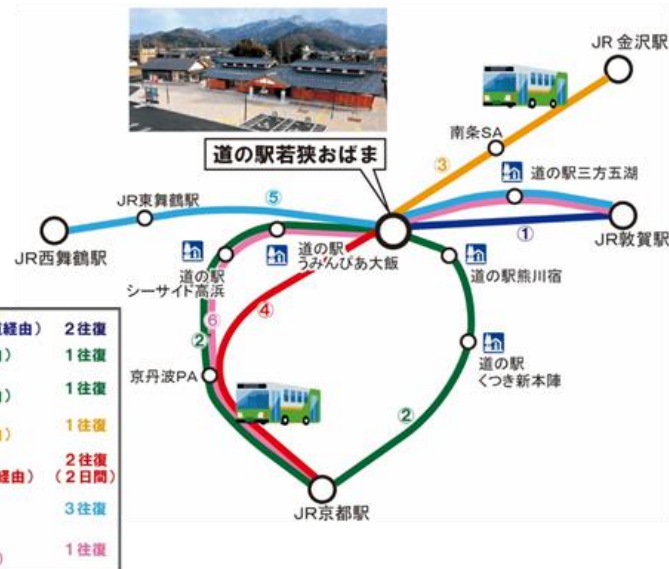 JR 金沢駅
南条SA
道の駅若狭おばま
③
道の駅三方五湖
JR東舞鶴駅
⑤
JR西舞鶴駅
①
JR敦賀駅
道の駅
うみんぴあ大飯
道の駅
シーサイド高浜
道の駅熊川宿
④
⑥
②
道の駅
くつき新本陣
京丹波PA
②
JR京都駅
経由) 2往復
1往復
1往復
1往復
2往復
経由) (2日間)
3往復
1往復